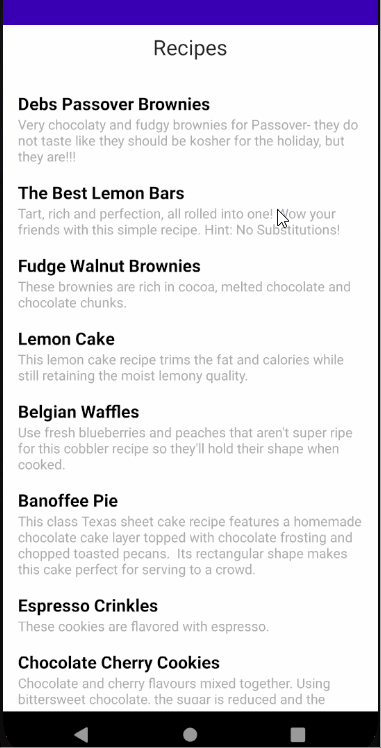 Recipes
Debs Passover Brownies
Very chocolaty and fudgy brownies for Passover- they do
not taste like they should be kosher for the holiday, but
they are!!!
The Best Lemon Bars
Tart, rich and perfection, all rolled into one! Wow your
friends with this simple recipe. Hint: No Substitutions!
Fudge Walnut Brownies
These brownies are rich in cocoa, melted chocolate and
chocolate chunks.
Lemon Cake
This lemon cake recipe trims the fat and calories while
still retaining the moist lemony quality.
Belgian Waffles
Use fresh blueberries and peaches that aren't super ripe
for this cobbler recipe so they'll hold their shape when
cooked.
Banoffee Pie
This class Texas sheet cake recipe features a homemade
chocolate cake layer topped with chocolate frosting and
chopped toasted pecans.  Its rectangular shape makes
this cake perfect for serving to a crowd.
Espresso Crinkles
These cookies are flavored with espresso.
Chocolate Cherry Cookies
Chocolate and cherry flavours mixed together. Using
bittersweet chocolate, the sugar is reduced and the